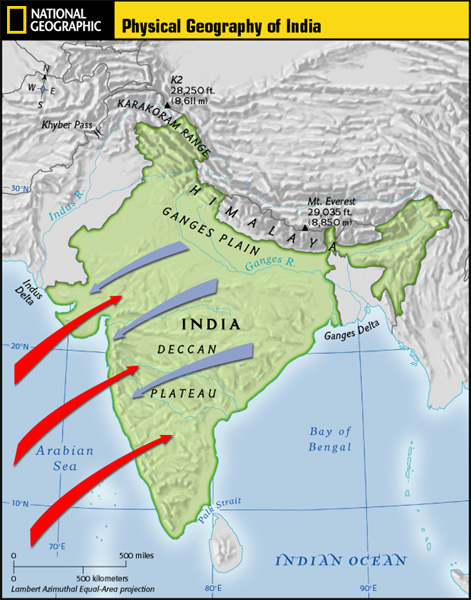 NATIONAL
GEOGRAPHIC
Physical Geography of India
N
W
E
S
K2
28,250 ft.
(8,611 m)
KARAKORAM RANGE
Khyber Pass
30°N
Indus R.
HIMALAYA
Mt. Everest
29,035 ft.
(8,850 m)
GANGES PLAIN
Ganges R.
Indus
Delta
INDIA
Ganges Delta
20°N
DECCAN
PLATEAU
Arabian
Sea
Bay of
Bengal
10°N
Palk Strait
70°E
0
500 miles
0
500 kilometers
80°E
90°E
INDIAN OCEAN
Lambert Azimuthal Equal-Area projection